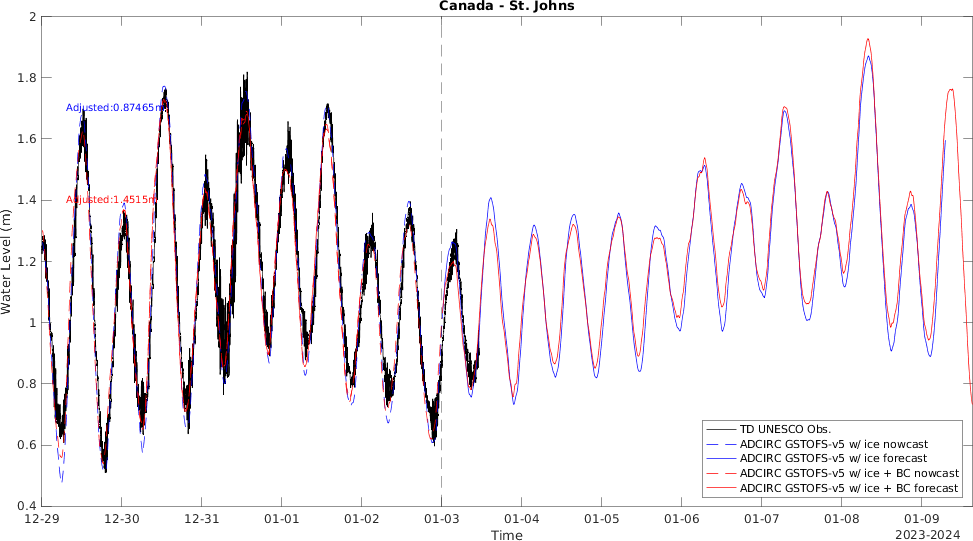 Canada - St. Johns
2
1.8
1.6
1.4
1.2
1
0.8
0.6
0.4
Water Level (m)
Adjusted:0.87465m
Adjusted:1.4515m
TD UNESCO Obs.
ADCIRC GSTOFS-v5 w/ ice nowcast
ADCIRC GSTOFS-v5 w/ ice forecast
ADCIRC GSTOFS-v5 w/ ice + BC nowcast
ADCIRC GSTOFS-v5 w/ ice + BC forecast
12-29 12-30 12-31 01-01 01-02 01-03 01-04 01-05 01-06 01-07 01-08 01-09
Time
2023-2024